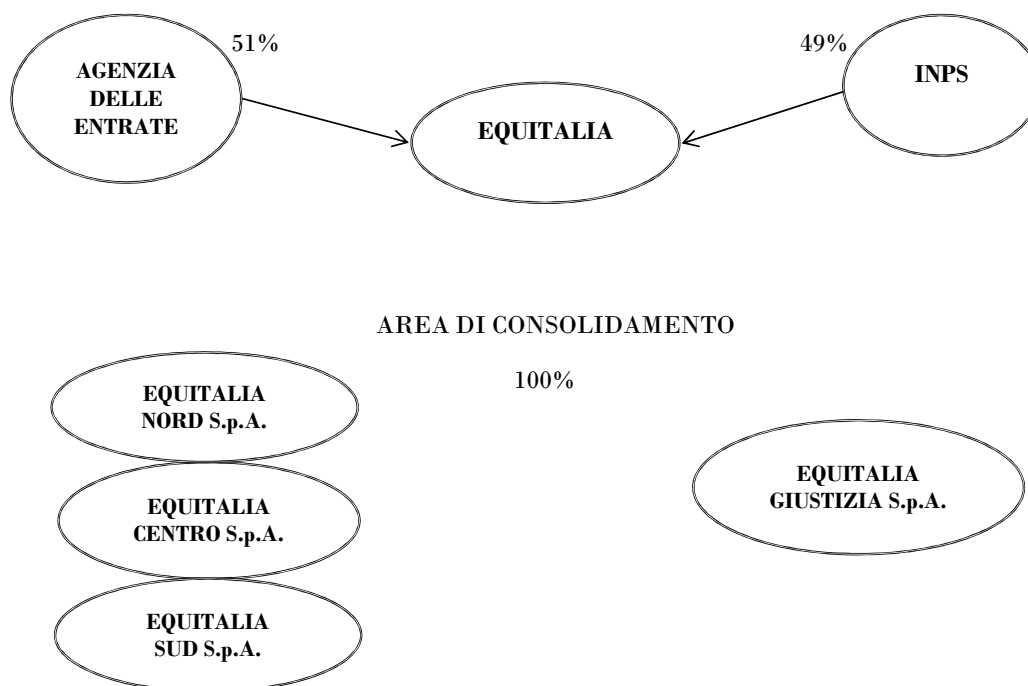 51%
49%
AGENZIA
DELLE
ENTRATE
EQUITALIA
INPS
AREA DI CONSOLIDAMENTO
100%
EQUITALIA
NORD S.p.A.
EQUITALIA
CENTRO S.p.A.
EQUITALIA
SUD S.p.A.
EQUITALIA
GIUSTIZIA S.p.A.